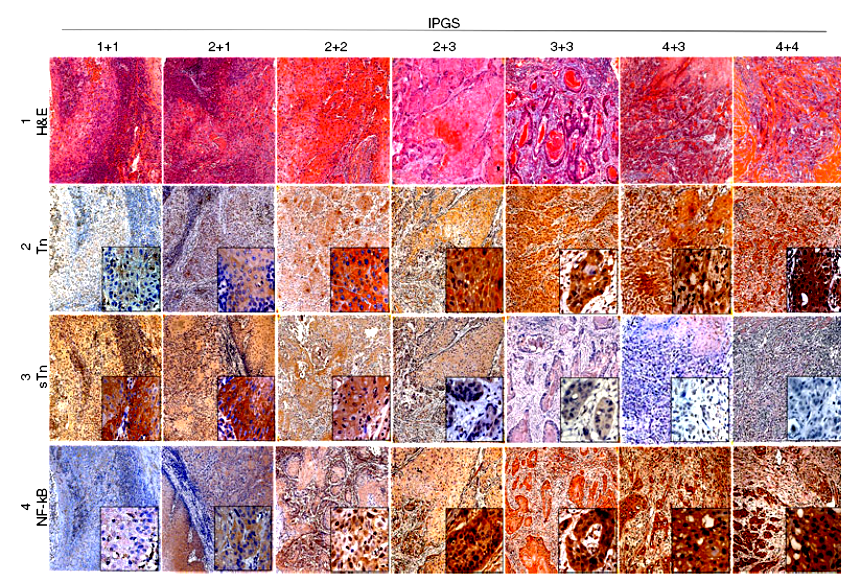 IPGS
1+1 2+1 2+2 2+3 3+3 4+3 4+4
1 H&E
2 Tn
3 sTn
4 NF-kB